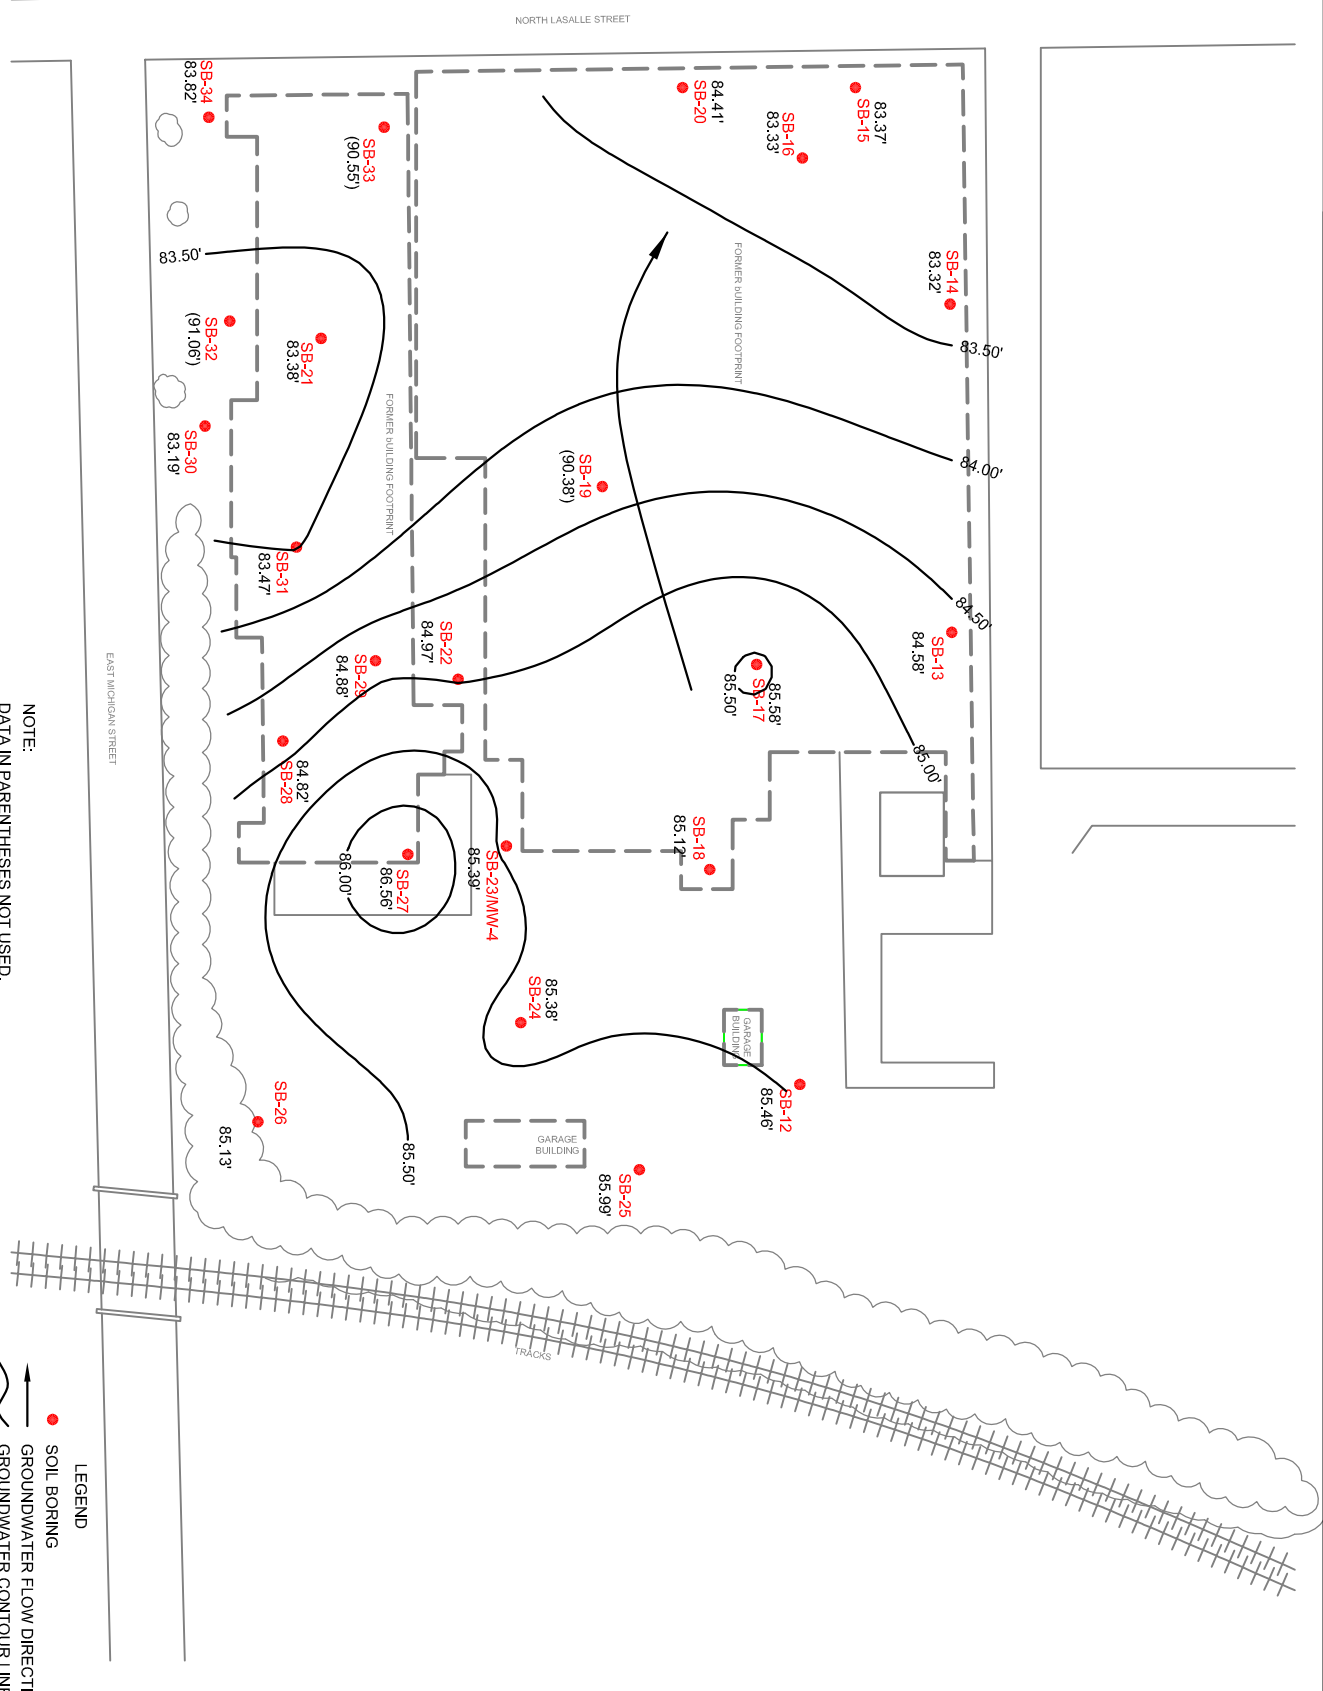 NORTH LASALLE STREET
SB-34
83.82'
SB-33
(90.55')
84.41'
SB-20
SB-16
83.33'
83.37'
SB-15
SB-14
83.32'
83.50'
83.50'
FORMER bUILDING FOOTPRINT
SB-32
(91.06')
SB-21
83.38'
FORMER bUILDING FOOTPRINT
SB-30
83.19'
SB-19
(90.38')
84.00'
SB-31
83.47'
84.50'
SB-13
84.58'
SB-22
84.97'
SB-29
84.88'
85.58'
SB-17
85.50'
85.00'
84.82'
SB-28
EAST MICHIGAN STREET
SB-18
85.12'
SB-23/MW-4
85.39'
SB-27
86.56'
86.00'
85.38'
SB-24
GARAGE
BUILDING
SB-12
85.46'
SB-26
85.13'
85.50'
GARAGE
BUILDING
SB-25
85.99'
TRACKS
NOTE:
DATA IN PARENTHESES NOT USED.
LEGEND
SOIL BORING
GROUNDWATER FLOW
GROUNDWATER CONTOUR